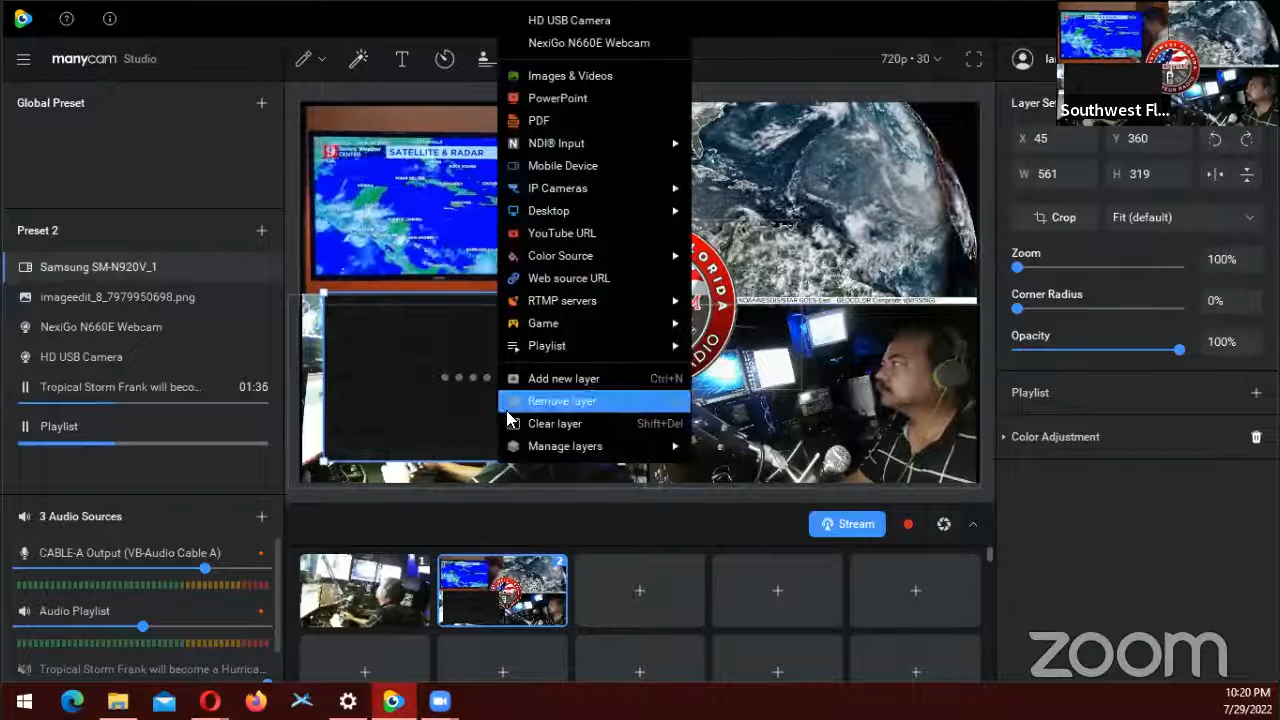 HD USB Camera
NexiGo N660E Webcam
manycam Studio
720p • 30
Southwest Fl...
Global Preset
Images & Videos
PowerPoint
PDF
NDI® Input
Mobile Device
IP Cameras
Desktop
YouTube URL
Color Source
Web source URL
RTMP servers
Game
Playlist
Add new layer Ctrl+N
Remove layer
Clear layer Shift+Del
Manage layers
X 45 Y 360
W 561 H 319
Crop Fit (default)
Zoom 100%
Corner Radius 0%
Opacity 100%
Playlist
Color Adjustment
SATELLITE & RADAR
Preset 2
Samsung SM-N920V_1
imageedit_8_7979950698.png
NexiGo N660E Webcam
HD USB Camera
Tropical Storm Frank will beco... 01:36
Playlist
3 Audio Sources
CABLE-A Output (VB-Audio Cable A)
Audio Playlist
Tropical Storm Frank will become a Hurrica...
Stream
1
2
zoom
10:20 PM
7/29/2022